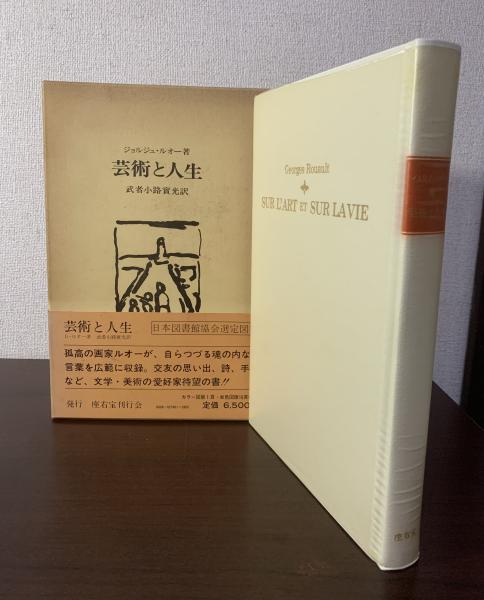 ジョルジュ・ルオー著
芸術と人生
武者小路實光訳
芸術と人生
G・ルオー著 武者小路實光訳
日本図書館協会選定図
孤高の画家ルオーが、自らつづる魂の内な
言葉を広範に収録。交友の思い出、詩、手
など、文学・美術の愛好家待望の書!!
発行 座右宝刊行会
定価 6,500
Georges Rouault
SUR L'ART ET SUR LA VIE